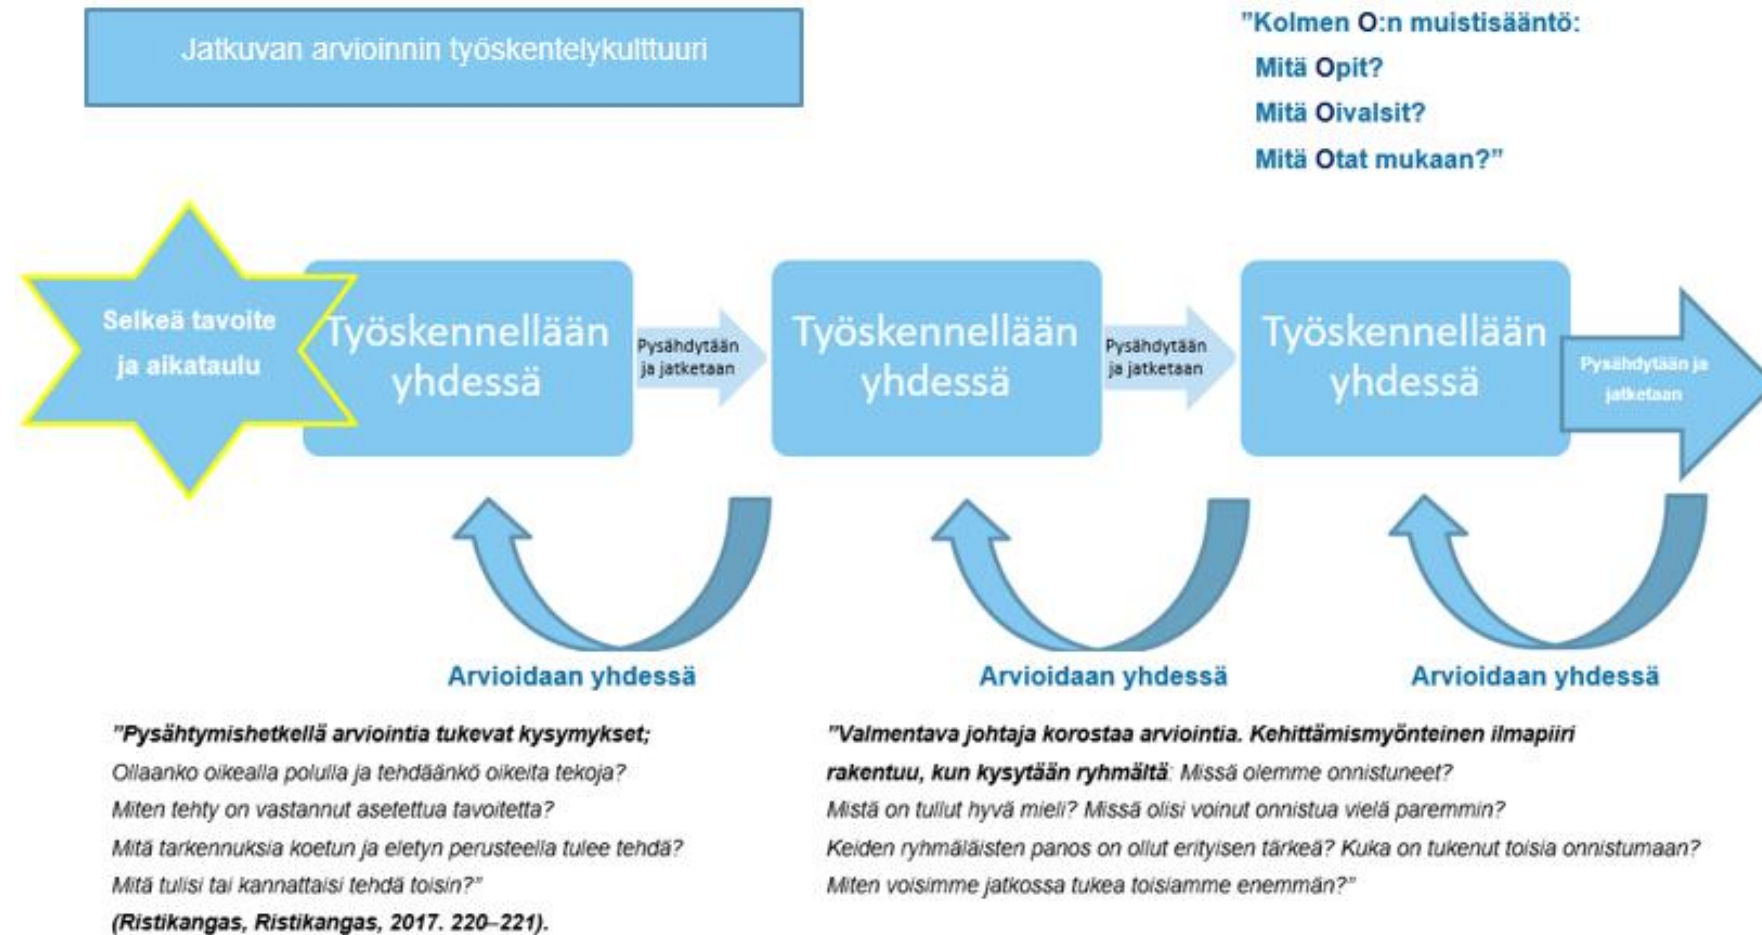 Jatkuvan arvioinnin työskentelykulttuuri
”Kolmen O:n muistisääntö:
Mitä Opit?
Mitä Oivalsit?
Mitä Otat mukaan?”
Selkeä tavoite
ja aikataulu
Työskennellään
yhdessä
Pysähdytään
ja jatketaan
Työskennellään
yhdessä
Pysähdytään
ja jatketaan
Työskennellään
yhdessä
Pysähdytään ja
jatketaan
Arvioidaan yhdessä
Arvioidaan yhdessä
Arvioidaan yhdessä
”Pysähtymishetkellä arviointia tukevat kysymykset;
Ollaanko oikealla polulla ja tehdäänkö oikeita tekoja?
Miten tehty on vastannut asetettua tavoitetta?
Mitä tarkennuksia koetun ja eletyn perusteella tulee tehdä?
Mitä tulisi tai kannattaisi tehdä toisin?”
(Ristikangas, Ristikangas, 2017. 220–221).
”Valmentava johtaja korostaa arviointia. Kehittämismyönteinen ilmapiiri
rakentuu, kun kysytään ryhmältä: Missä olemme onnistuneet?
Mistä on tullut hyvä mieli? Missä olisi voinut onnistua vielä paremmin?
Keiden ryhmäläisten panos on ollut erityisen tärkeä? Kuka on tukenut toisia onnistumaan?
Miten voisimme jatkossa tukea toisiamme enemmän?”